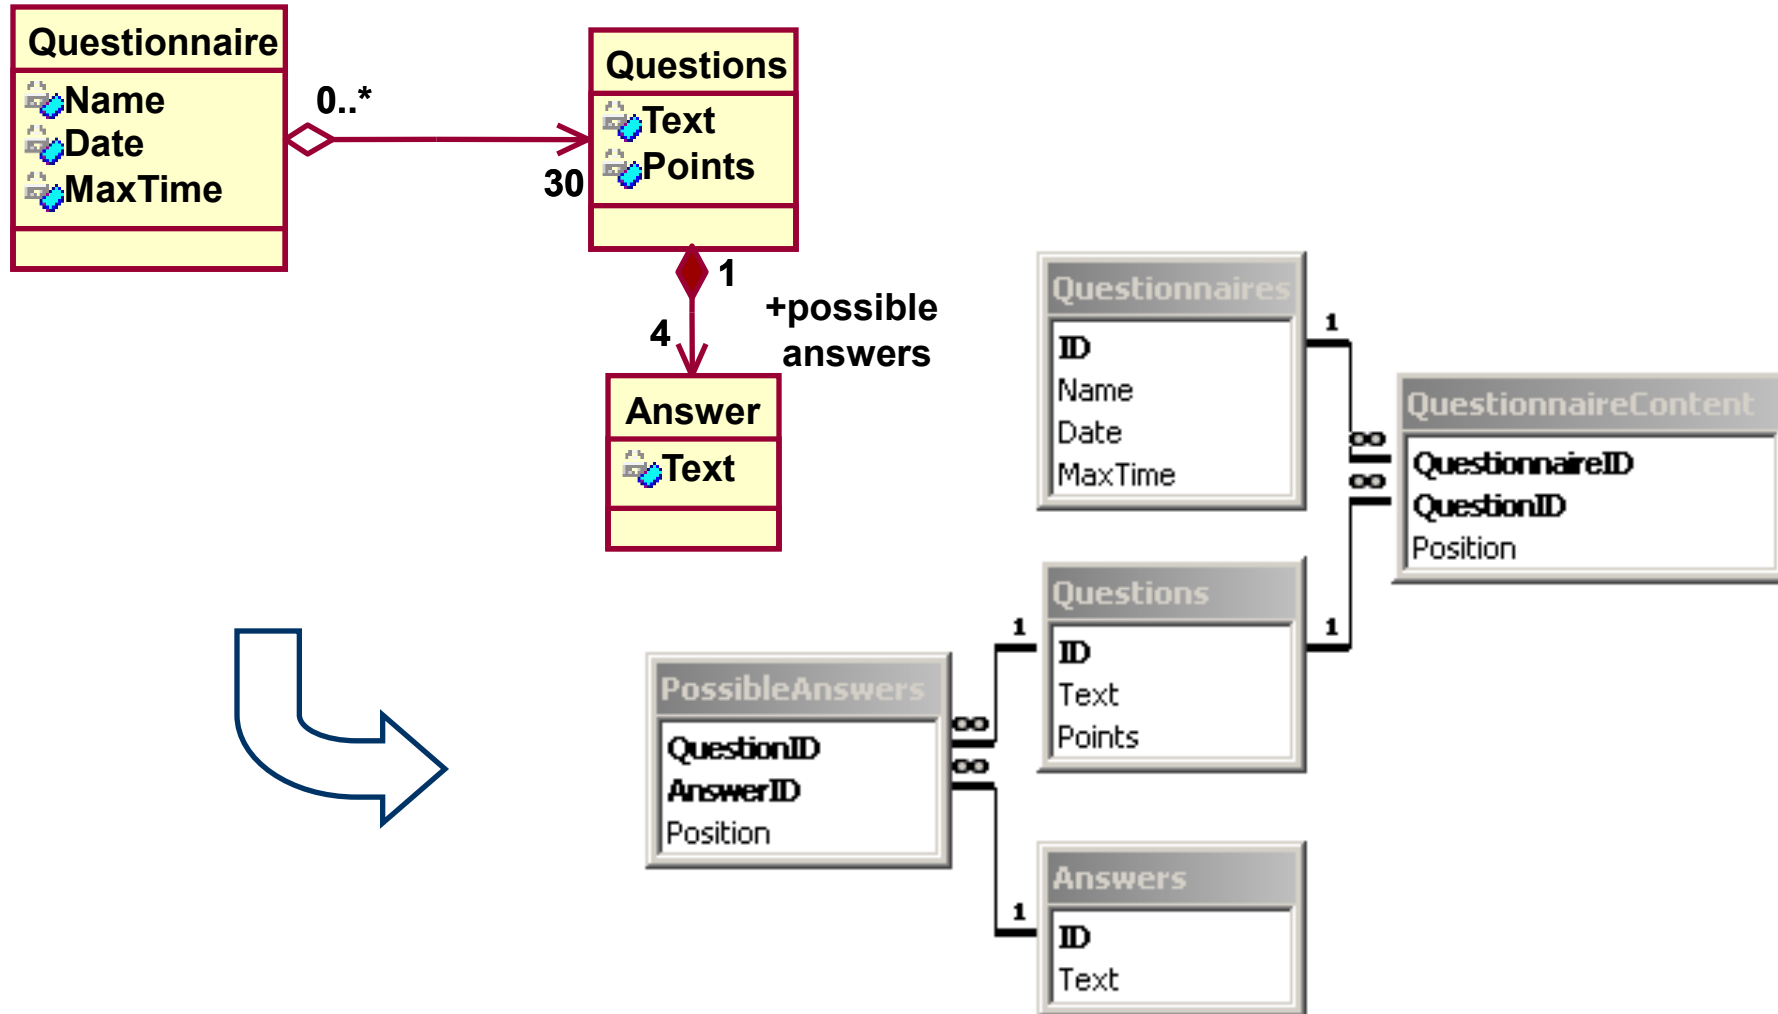 Questionnaire
Name
Date
MaxTime
0..*
30
Questions
Text
Points
1
4
+possible
answers
Answer
Text
Questionnaires
ID
Name
Date
MaxTime
1
∞
∞
QuestionnaireContent
QuestionnaireID
QuestionID
Position
Questions
ID
Text
Points
1
1
PossibleAnswers
QuestionID
AnswerID
Position
∞
∞
Answers
ID
Text
1